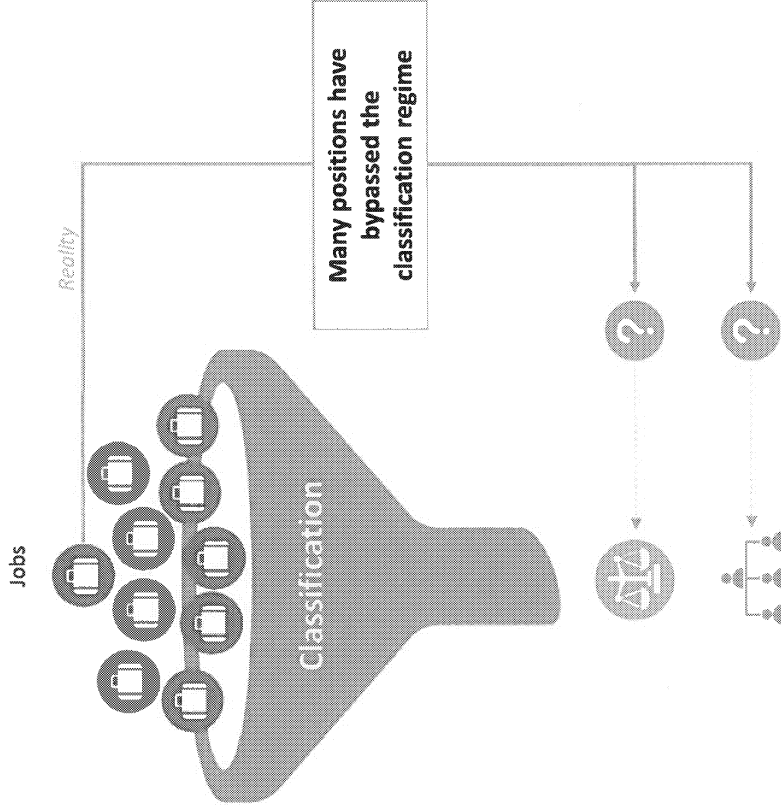 Jobs
Reality
Many positions have
bypassed the
classification regime
Classification
?
?